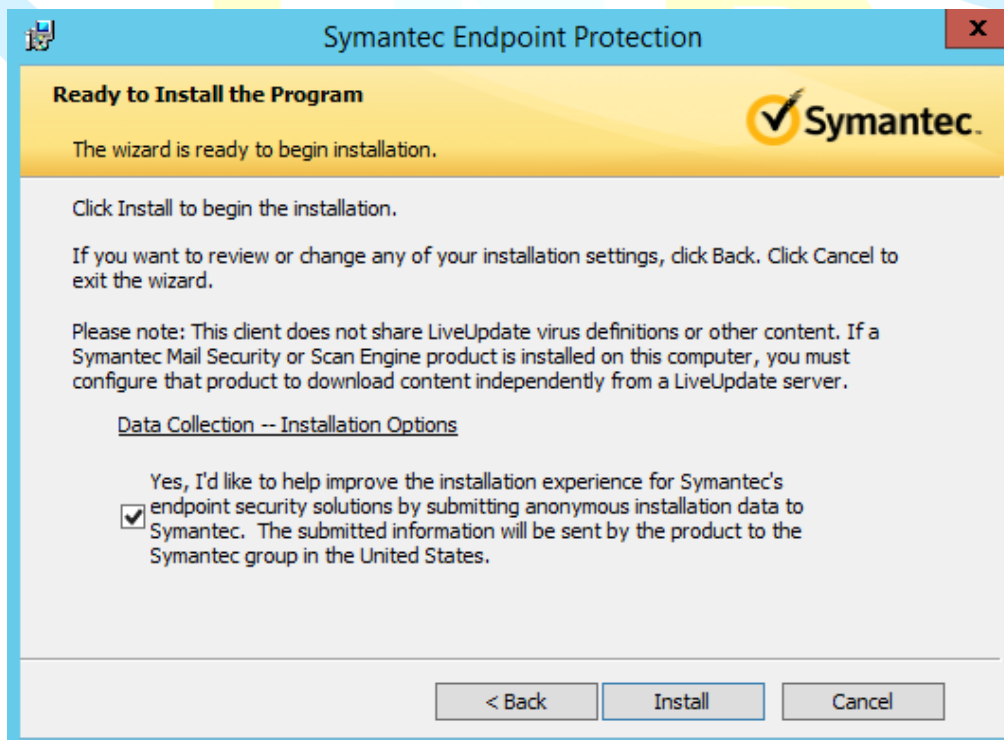 Symantec Endpoint Protection
x
Ready to Install the Program
The wizard is ready to begin installation.
Symantec.
Click Install to begin the installation.
If you want to review or change any of your installation settings, click Back. Click Cancel to
exit the wizard.
Please note: This client does not share LiveUpdate virus definitions or other content. If a
Symantec Mail Security or Scan Engine product is installed on this computer, you must
configure that product to download content independently from a LiveUpdate server.
Data Collection -- Installation Options
Yes, I'd like to help improve the installation experience for Symantec's
endpoint security solutions by submitting anonymous installation data to
Symantec.  The submitted information will be sent by the product to the
Symantec group in the United States.
< Back
Install
Cancel